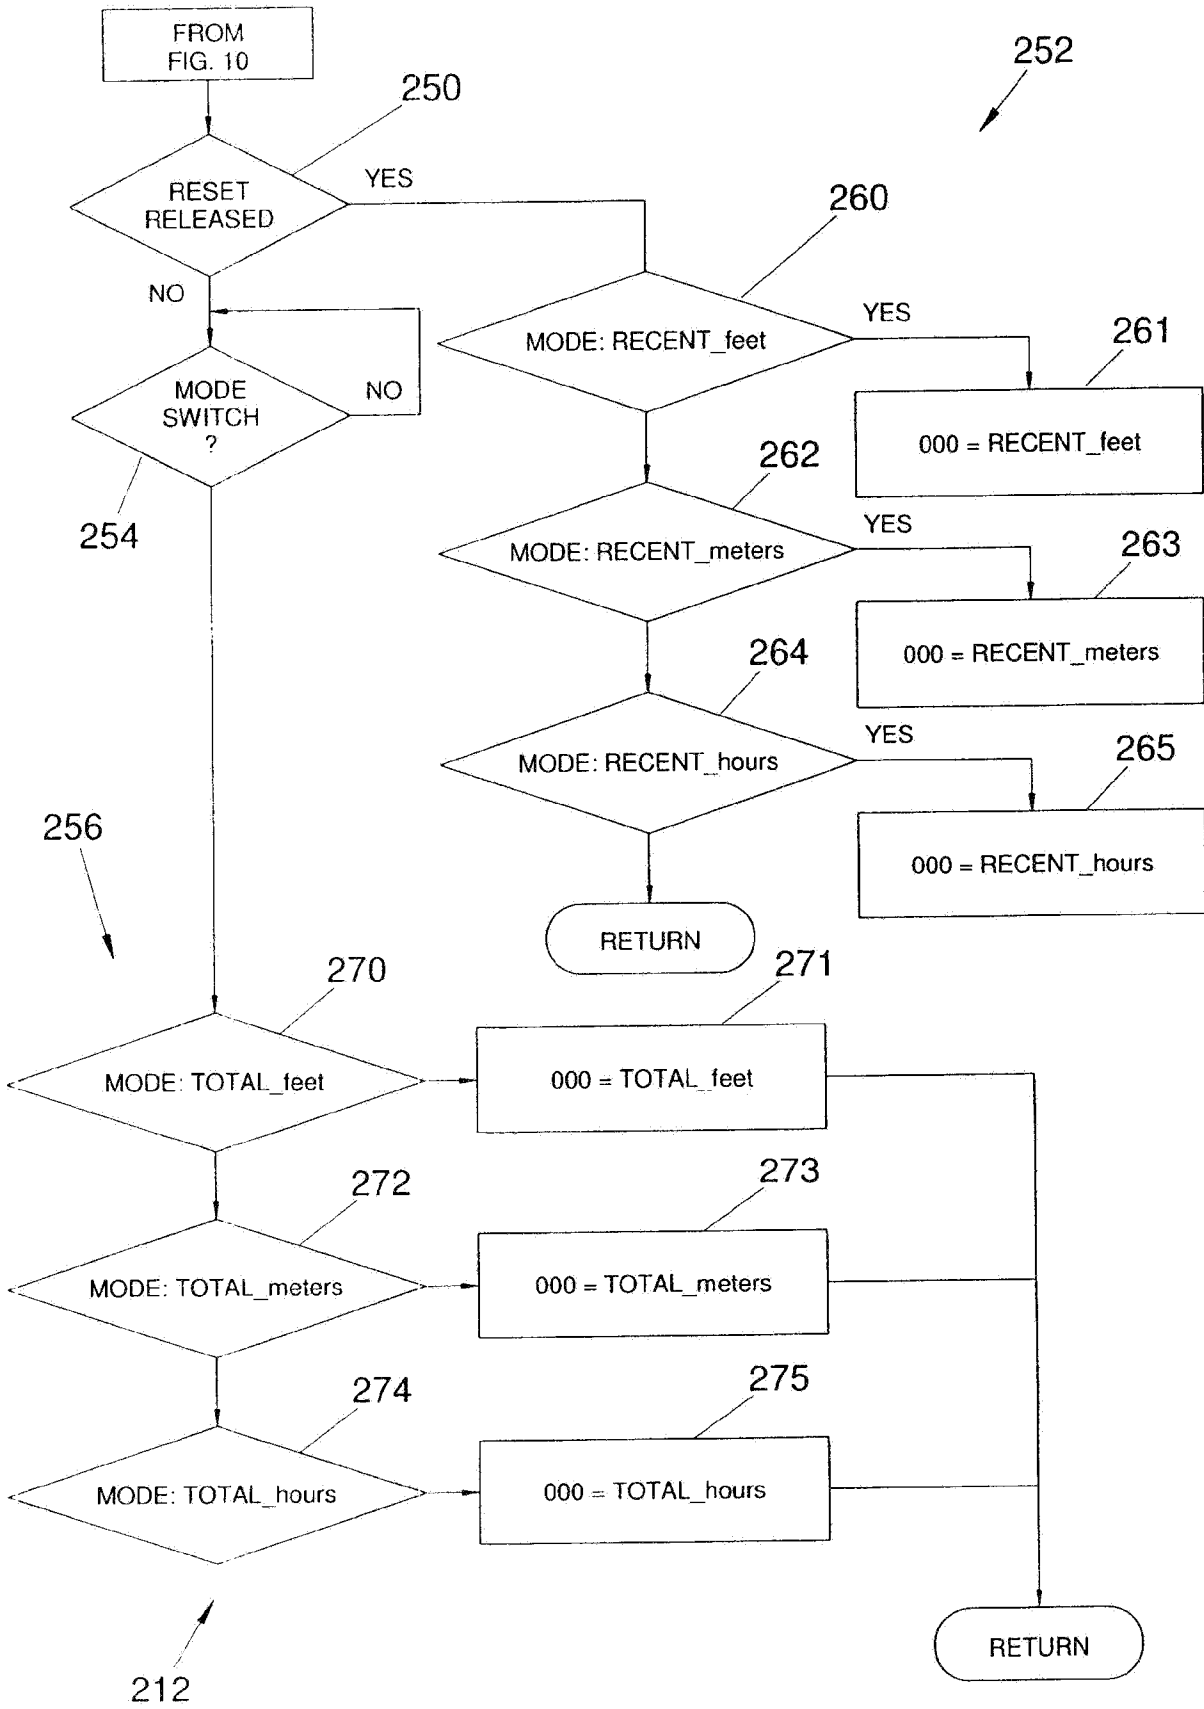 FROM
FIG. 10
252
250
RESET
RELEASED
YES
260
NO
MODE: RECENT_feet
YES
261
MODE
SWITCH
?
NO
000 = RECENT_feet
254
262
MODE: RECENT_meters
YES
263
000 = RECENT_meters
264
MODE: RECENT_hours
YES
265
000 = RECENT_hours
256
RETURN
270
271
MODE: TOTAL_feet
000 = TOTAL_feet
272
273
MODE: TOTAL_meters
000 = TOTAL_meters
274
275
MODE: TOTAL_hours
000 = TOTAL_hours
212
RETURN